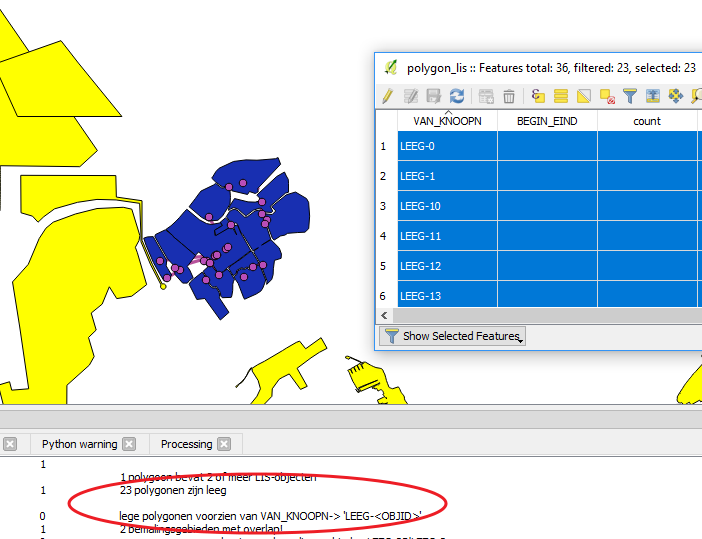 polygon_lis :: Features total: 36, filtered: 23, selected: 23
VAN_KNOOPN BEGIN_EIND count
1 LEEG-0
2 LEEG-1
3 LEEG-10
4 LEEG-11
5 LEEG-12
6 LEEG-13
Show Selected Features
Python warning Processing
1
1 polygoon bevat 2 of meer LIS-objecten
1 23 polygonen zijn leeg
0 lege polygonen voorzien van VAN_KNOOPN-> 'LEEG-<OBJID>'
1 2 bemalingsgebieden met overlap!